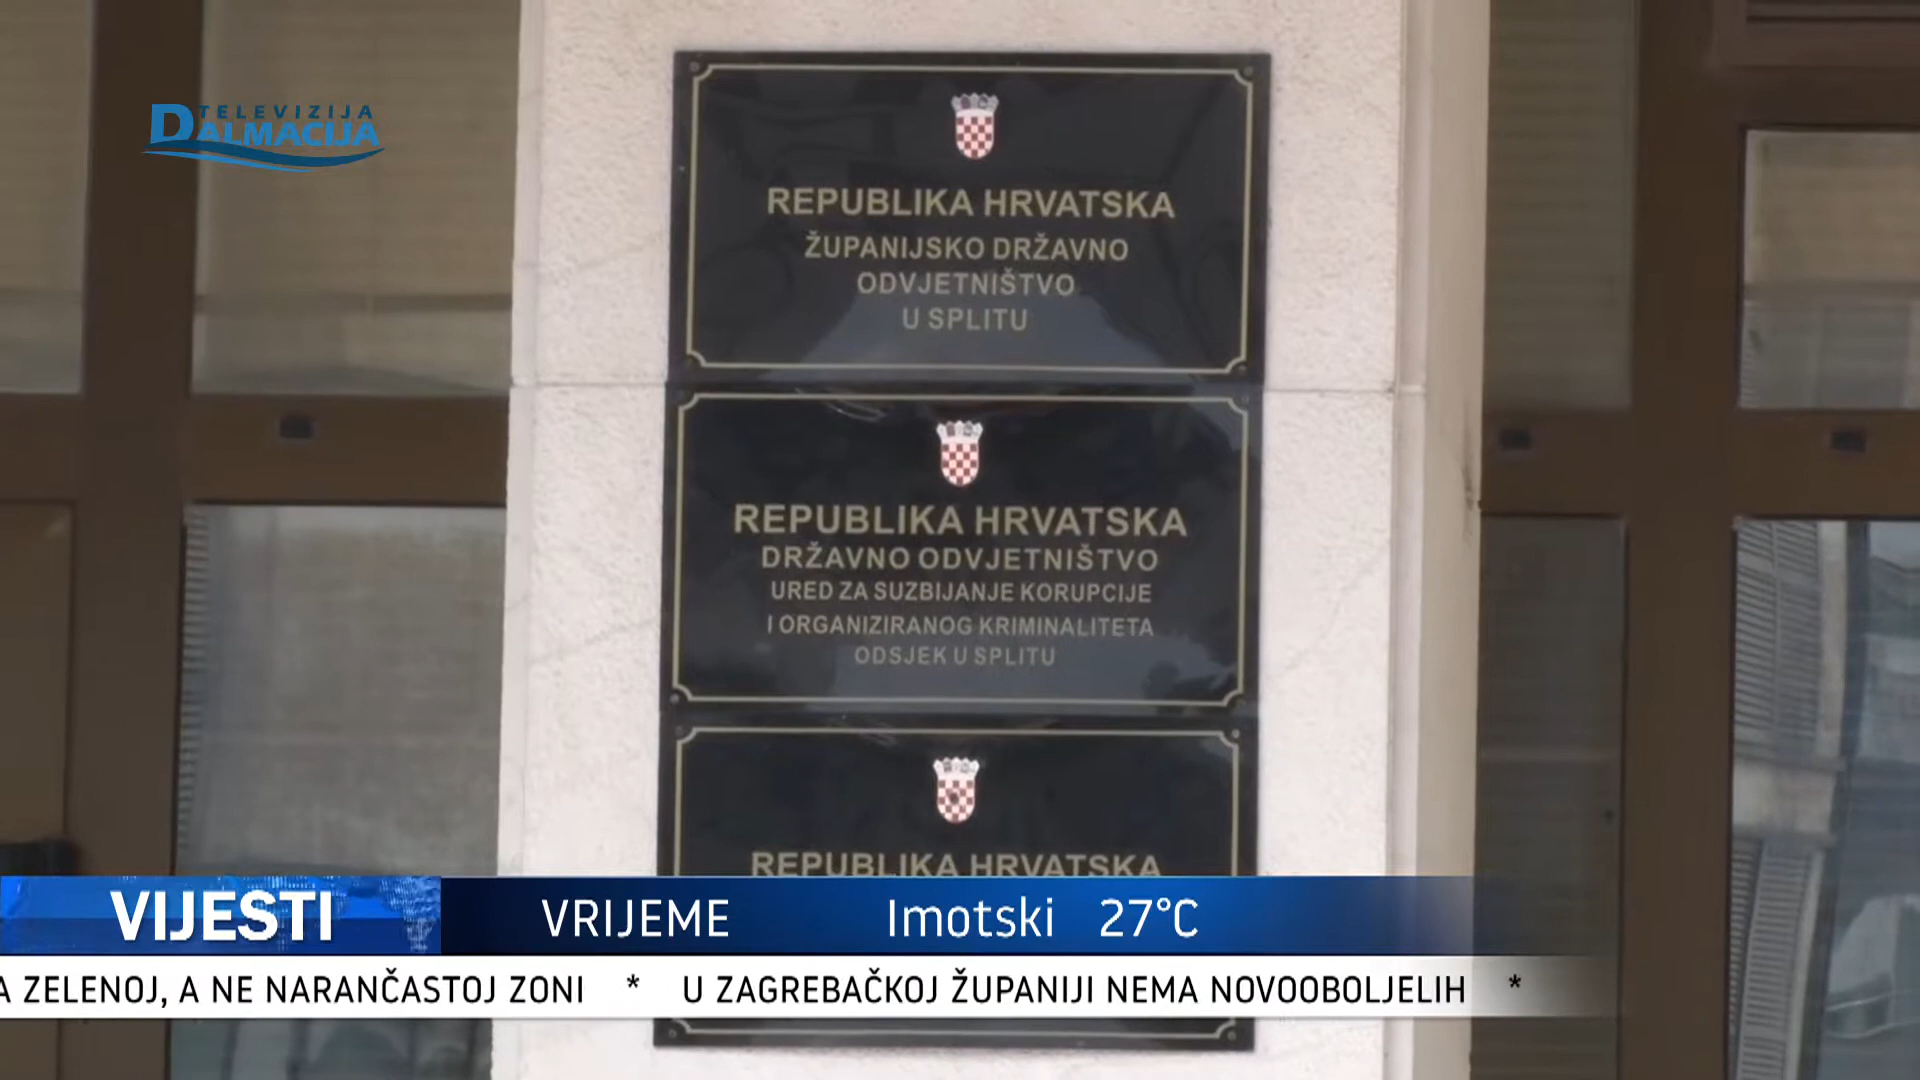 TELEVIZIJA
DALMACIJA
REPUBLIKA HRVATSKA
ŽUPANIJSKO DRŽAVNO
ODVJETNIŠTVO
U SPLITU
REPUBLIKA HRVATSKA
DRŽAVNO ODVJETNIŠTVO
URED ZA SUZBIJANJE KORUPCIJE
I ORGANIZIRANOG KRIMINALITETA
ODSJEK U SPLITU
REPUBLIKA HRVATSKA
VIJESTI VRIJEME Imotski 27°C
A ZELENOJ, A NE NARANČASTOJ ZONI * U ZAGREBAČKOJ ŽUPANIJI NEMA NOVOOBOLJELIH *